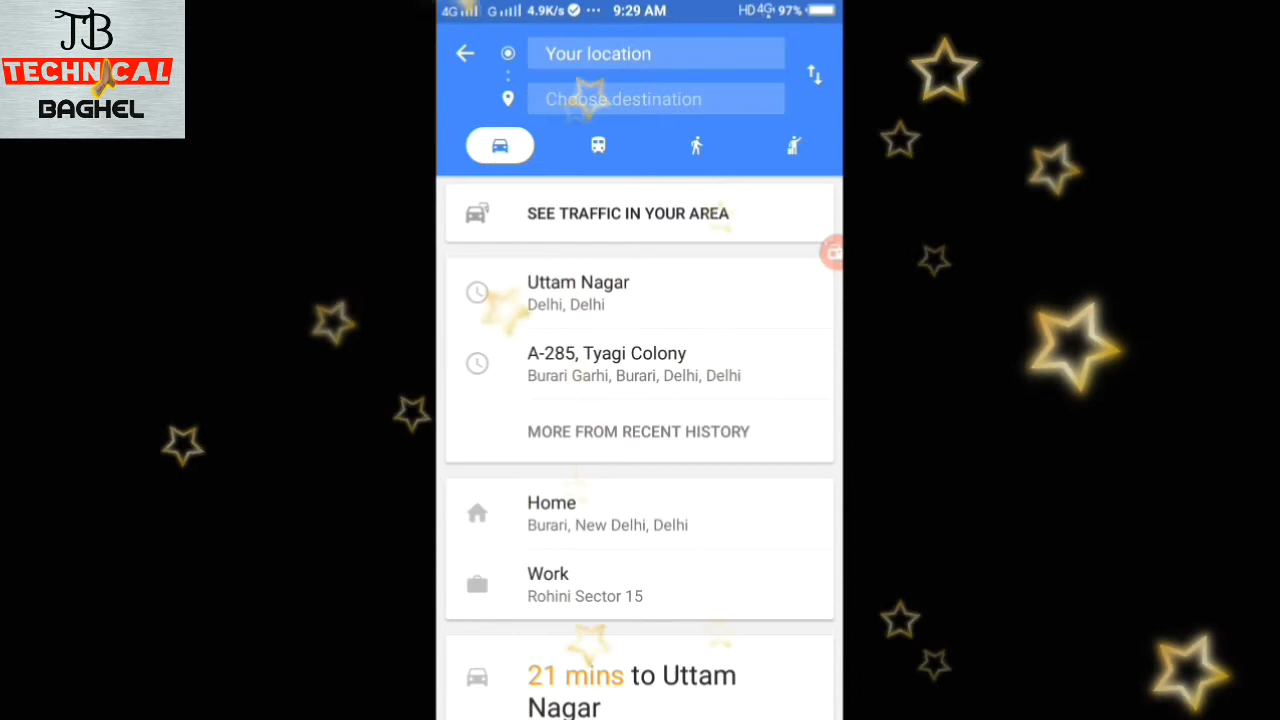 JB
TECHNICAL
BAGHEL
4G G 4.9K/s ... 9:29 AM HD 4G 97%
Your location
Choose destination
SEE TRAFFIC IN YOUR AREA
Uttam Nagar
Delhi, Delhi
A-285, Tyagi Colony
Burari Garhi, Burari, Delhi, Delhi
MORE FROM RECENT HISTORY
Home
Burari, New Delhi, Delhi
Work
Rohini Sector 15
21 mins to Uttam
Nagar